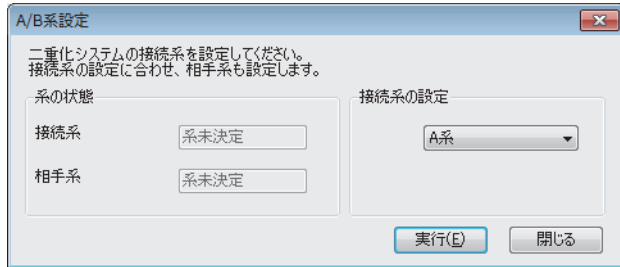 A/B系設定
二重化システムの接続系を設定してください。
接続系の設定に合わせ、相手系も設定します。
系の状態
接続系の設定
接続系
系未決定
A系
相手系
系未決定
実行(E)
閉じる